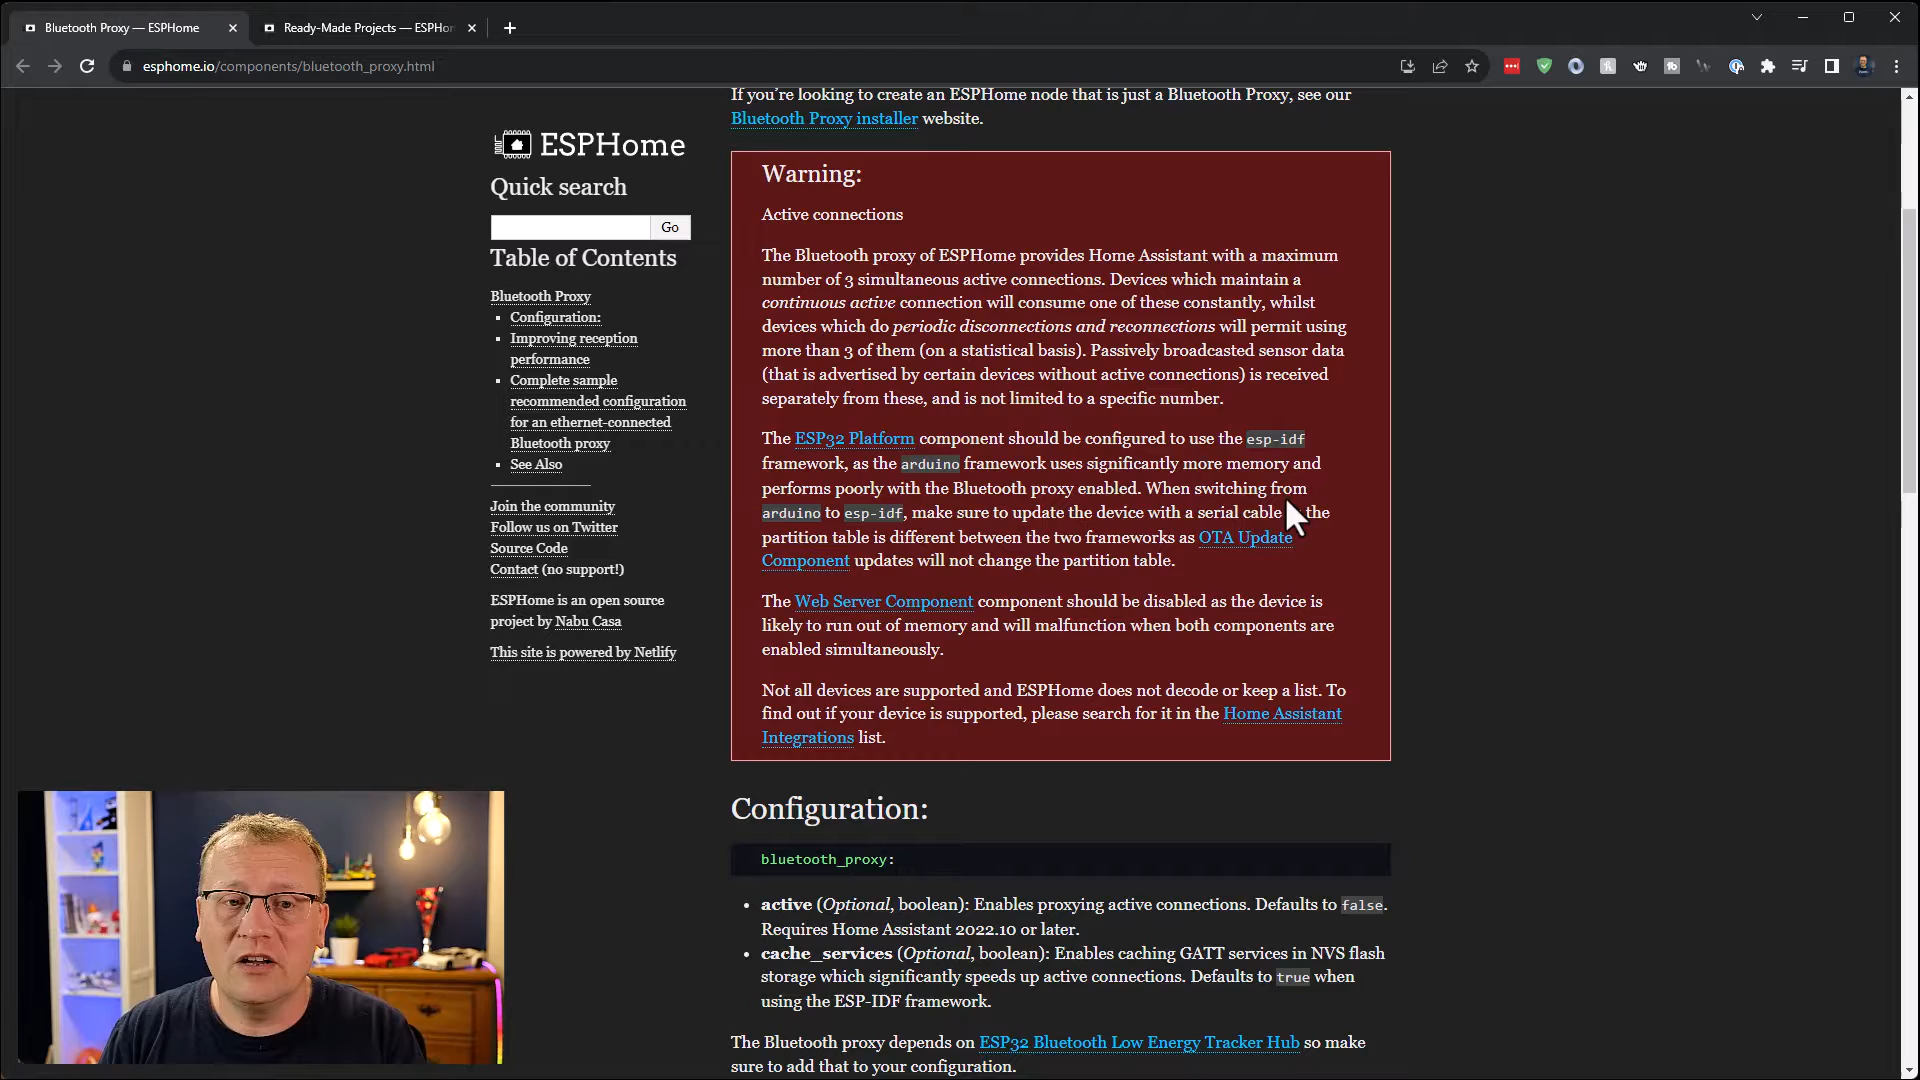 Bluetooth Proxy — ESPHome
Ready-Made Projects — ESPHom
esphome.io/components/bluetooth_proxy.html
ESPHome
Quick search
Go
Table of Contents
Bluetooth Proxy
Configuration:
Improving reception
performance
Complete sample
recommended configuration
for an ethernet-connected
Bluetooth proxy
See Also
Join the community
Follow us on Twitter
Source Code
Contact (no support!)
ESPHome is an open source
project by Nabu Casa
This site is powered by Netlify
If you’re looking to create an ESPHome node that is just a Bluetooth Proxy, see our
Bluetooth Proxy installer website.
Warning:
Active connections
The Bluetooth proxy of ESPHome provides Home Assistant with a maximum
number of 3 simultaneous active connections. Devices which maintain a
continuous active connection will consume one of these constantly, whilst
devices which do periodic disconnections and reconnections will permit using
more than 3 of them (on a statistical basis). Passively broadcasted sensor data
(that is advertised by certain devices without active connections) is received
separately from these, and is not limited to a specific number.
The ESP32 Platform component should be configured to use the esp-idf
framework, as the arduino framework uses significantly more memory and
performs poorly with the Bluetooth proxy enabled. When switching from
arduino to esp-idf, make sure to update the device with a serial cable the
partition table is different between the two frameworks as OTA Update
Component updates will not change the partition table.
The Web Server Component component should be disabled as the device is
likely to run out of memory and will malfunction when both components are
enabled simultaneously.
Not all devices are supported and ESPHome does not decode or keep a list. To
find out if your device is supported, please search for it in the Home Assistant
Integrations list.
Configuration:
bluetooth_proxy:
active (Optional, boolean): Enables proxying active connections. Defaults to false.
Requires Home Assistant 2022.10 or later.
cache_services (Optional, boolean): Enables caching GATT services in NVS flash
storage which significantly speeds up active connections. Defaults to true when
using the ESP-IDF framework.
The Bluetooth proxy depends on ESP32 Bluetooth Low Energy Tracker Hub so make
sure to add that to your configuration.